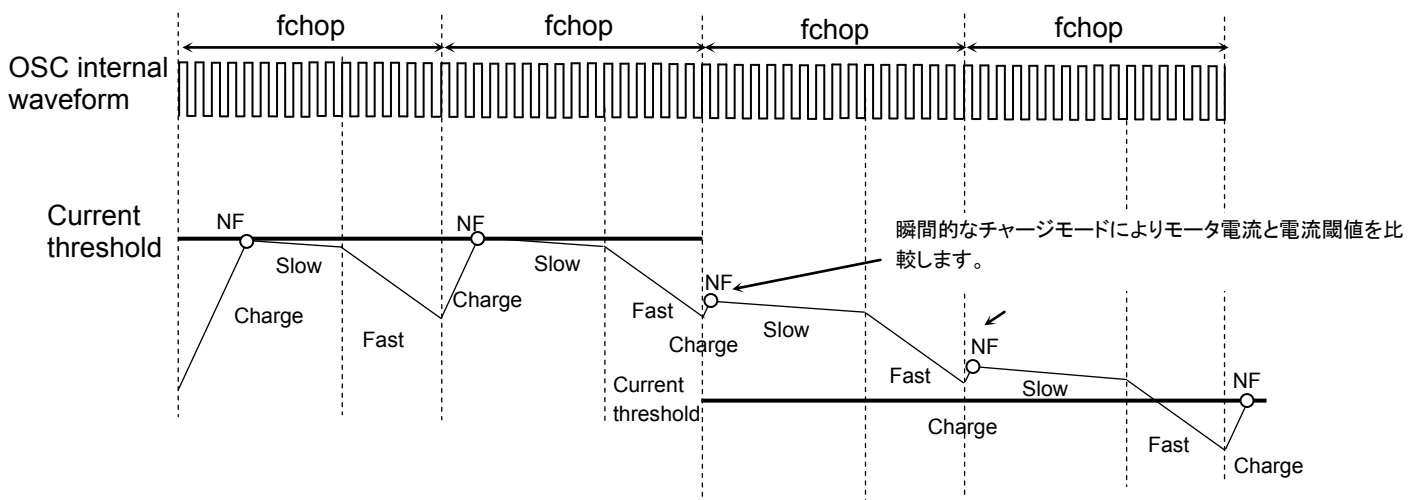 fchop
fchop
fchop
fchop
OSC internal
waveform
Current
threshold
NF
NF
瞬間的なチャージモードによりモータ電流と電流閾値を比
較します。
Slow
Slow
NF
Charge
Charge
Fast
Fast
Slow
Charge
NF
Fast
Slow
NF
Current
threshold
Charge
Fast
Charge